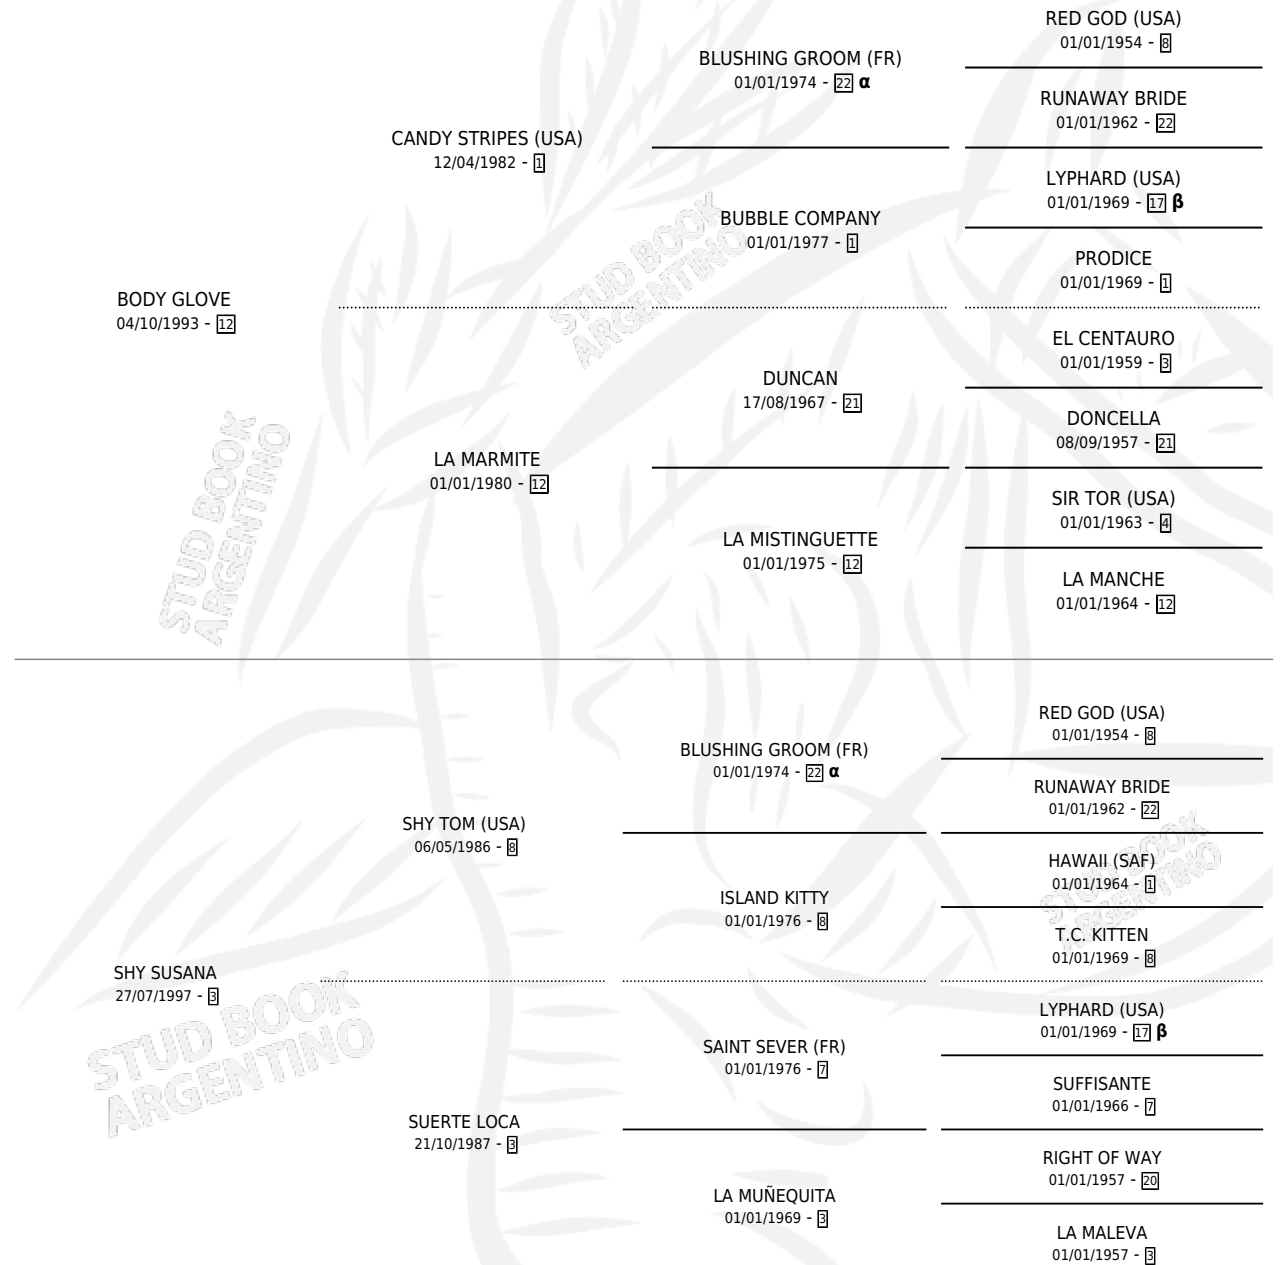 RED GOD (USA)
01/01/1954 - 8
BLUSHING GROOM (FR)
01/01/1974 - 22 α
RUNAWAY BRIDE
01/01/1962 - 22
CANDY STRIPES (USA)
12/04/1982 - 1
LYPHARD (USA)
01/01/1969 - 17 β
BUBBLE COMPANY
01/01/1977 - 1
PRODICE
01/01/1969 - 1
BODY GLOVE
04/10/1993 - 12
EL CENTAURO
01/01/1959 - 3
DUNCAN
17/08/1967 - 21
DONCELLA
08/09/1957 - 21
LA MARMITE
01/01/1980 - 12
SIR TOR (USA)
01/01/1963 - 4
LA MISTINGUETTE
01/01/1975 - 12
LA MANCHE
01/01/1964 - 12
STUD BOOK
ARGENTINO
STUD BOOK
ARGENTINO
RED GOD (USA)
01/01/1954 - 8
BLUSHING GROOM (FR)
01/01/1974 - 22 α
RUNAWAY BRIDE
01/01/1962 - 22
SHY TOM (USA)
06/05/1986 - 8
HAWAII (SAF)
01/01/1964 - 1
ISLAND KITTY
01/01/1976 - 8
T.C. KITTEN
01/01/1969 - 8
SHY SUSANA
27/07/1997 - 3
LYPHARD (USA)
01/01/1969 - 17 β
SAINT SEVER (FR)
01/01/1976 - 7
SUFFISANTE
01/01/1966 - 7
SUERTE LOCA
21/10/1987 - 3
RIGHT OF WAY
01/01/1957 - 20
LA MUÑEQUITA
01/01/1969 - 3
LA MALEVA
01/01/1957 - 3
STUD BOOK
ARGENTINO
STUD BOOK
ARGENTINO